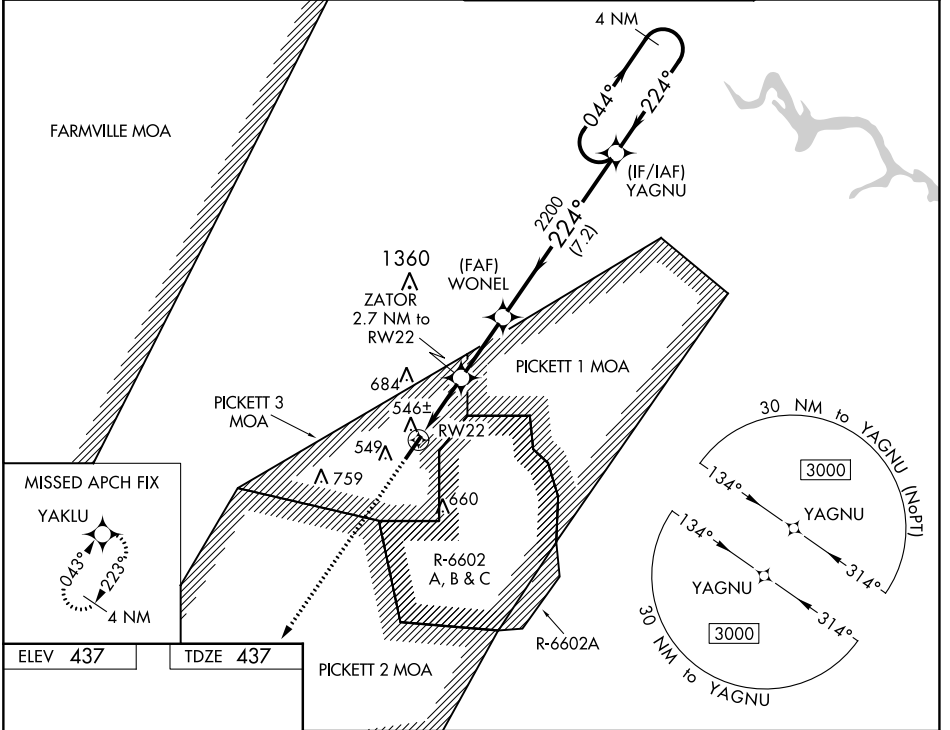 4 NM
044°
224°
FARMVILLE MOA
(IF/IAF)
YAGNU
2200
224°
(7.2)
1360
(FAF)
WONEL
ZATOR
2.7 NM to
RW22
PICKETT 1 MOA
684
PICKETT 3
MOA
546±
RW22
549
759
660
R-6602
A, B & C
R-6602A
PICKETT 2 MOA
30 NM to YAGNU (NoPT)
3000
134°
YAGNU
314°
134°
YAGNU
314°
3000
30 NM to YAGNU
MISSED APCH FIX
YAKLU
043°
223°
4 NM
ELEV 437
TDZE 437